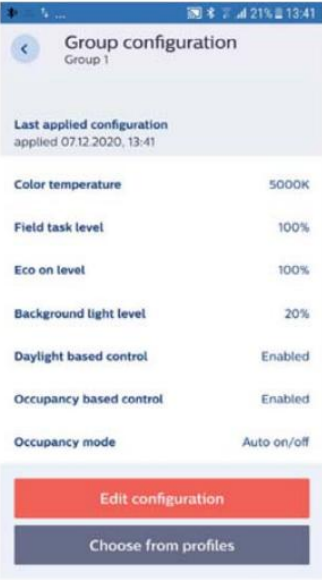 ... 21% 13:41
Group configuration
Group 1
Last applied configuration
applied 07.12.2020, 13:41
Color temperature 5000K
Field task level 100%
Eco on level 100%
Background light level 20%
Daylight based control Enabled
Occupancy based control Enabled
Occupancy mode Auto on/off
Edit configuration
Choose from profiles